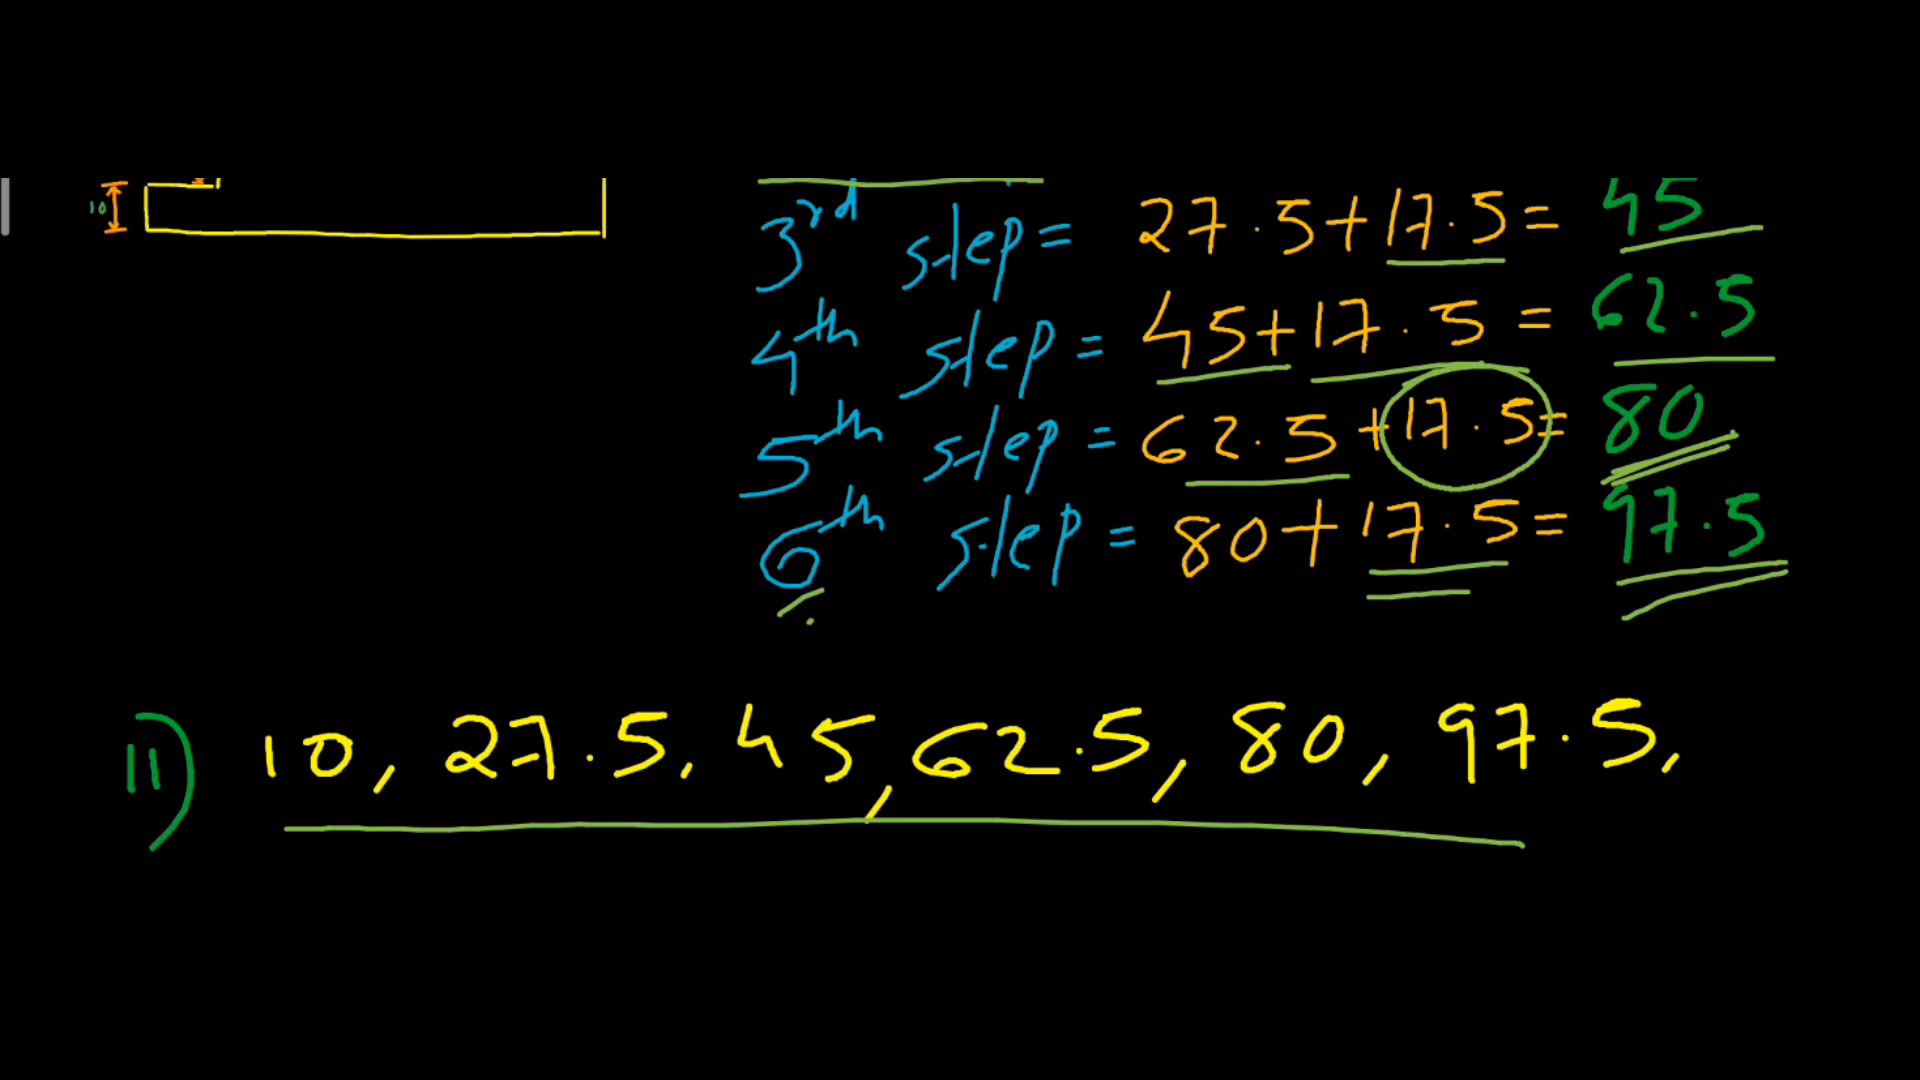 10
3rd step = 27.5+17.5= 45
4th step = 45+17.5 = 62.5
5th step = 62.5+17.5= 80
6th step = 80+17.5= 97.5
11) 10, 27.5, 45, 62.5, 80, 97.5,